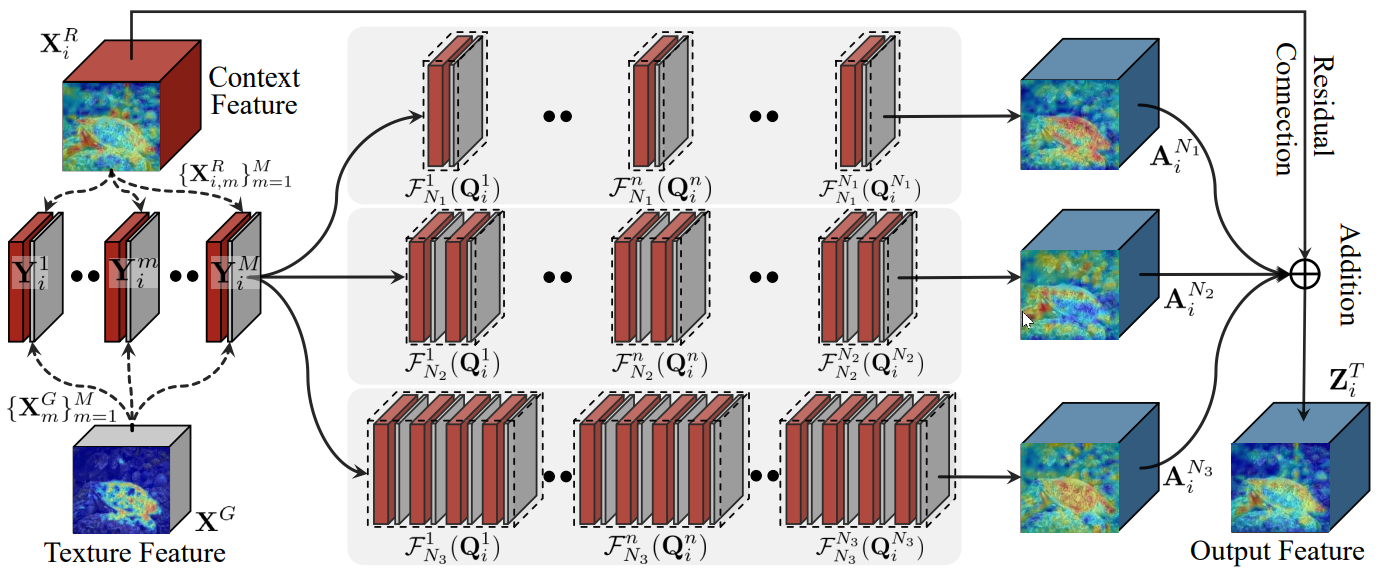 $\mathbf{X}_i^R$
Context
Feature
$\{\mathbf{X}_{i,m}^R\}_{m=1}^M$
$\mathbf{Y}_i^1$ $\mathbf{Y}_i^m$ $\mathbf{Y}_i^M$
$\{\mathbf{X}_m^G\}_{m=1}^M$
$\mathbf{X}^G$
Texture Feature
$\mathcal{F}_{N_1}^1(\mathbf{Q}_i^1)$ $\mathcal{F}_{N_1}^n(\mathbf{Q}_i^n)$ $\mathcal{F}_{N_1}^{N_1}(\mathbf{Q}_i^{N_1})$
$\mathcal{F}_{N_2}^1(\mathbf{Q}_i^1)$ $\mathcal{F}_{N_2}^n(\mathbf{Q}_i^n)$ $\mathcal{F}_{N_2}^{N_2}(\mathbf{Q}_i^{N_2})$
$\mathcal{F}_{N_3}^1(\mathbf{Q}_i^1)$ $\mathcal{F}_{N_3}^n(\mathbf{Q}_i^n)$ $\mathcal{F}_{N_3}^{N_3}(\mathbf{Q}_i^{N_3})$
$\mathbf{A}_i^{N_1}$
$\mathbf{A}_i^{N_2}$
$\mathbf{A}_i^{N_3}$
Residual
Connection
Addition
$\mathbf{Z}_i^T$
Output Feature